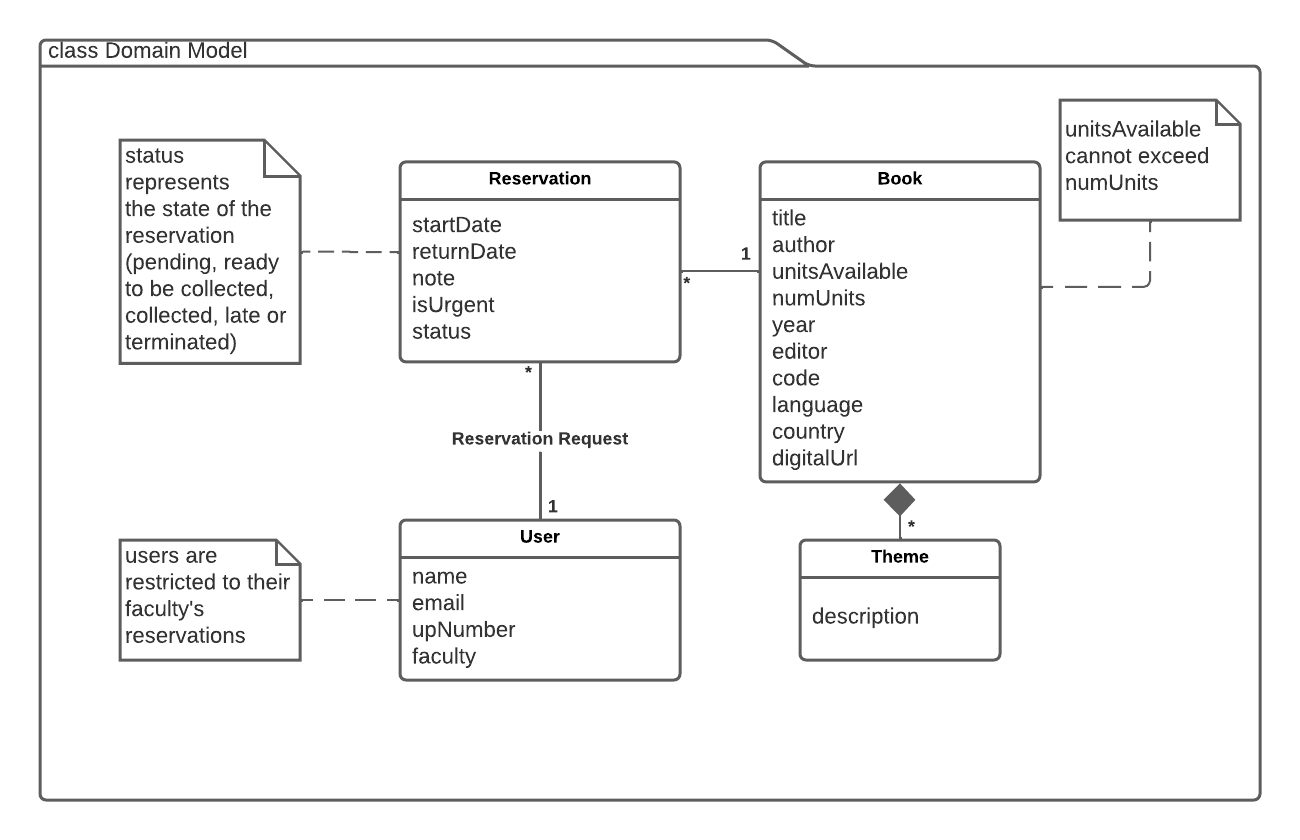 class Domain Model
status
represents
the state of the
reservation
(pending, ready
to be collected,
collected, late or
terminated)
Reservation
startDate
returnDate
note
isUrgent
status
1
*
Book
title
author
unitsAvailable
numUnits
year
editor
code
language
country
digitalUrl
unitsAvailable
cannot exceed
numUnits
*
Reservation Request
1
users are
restricted to their
faculty's
reservations
User
name
email
upNumber
faculty
*
Theme
description